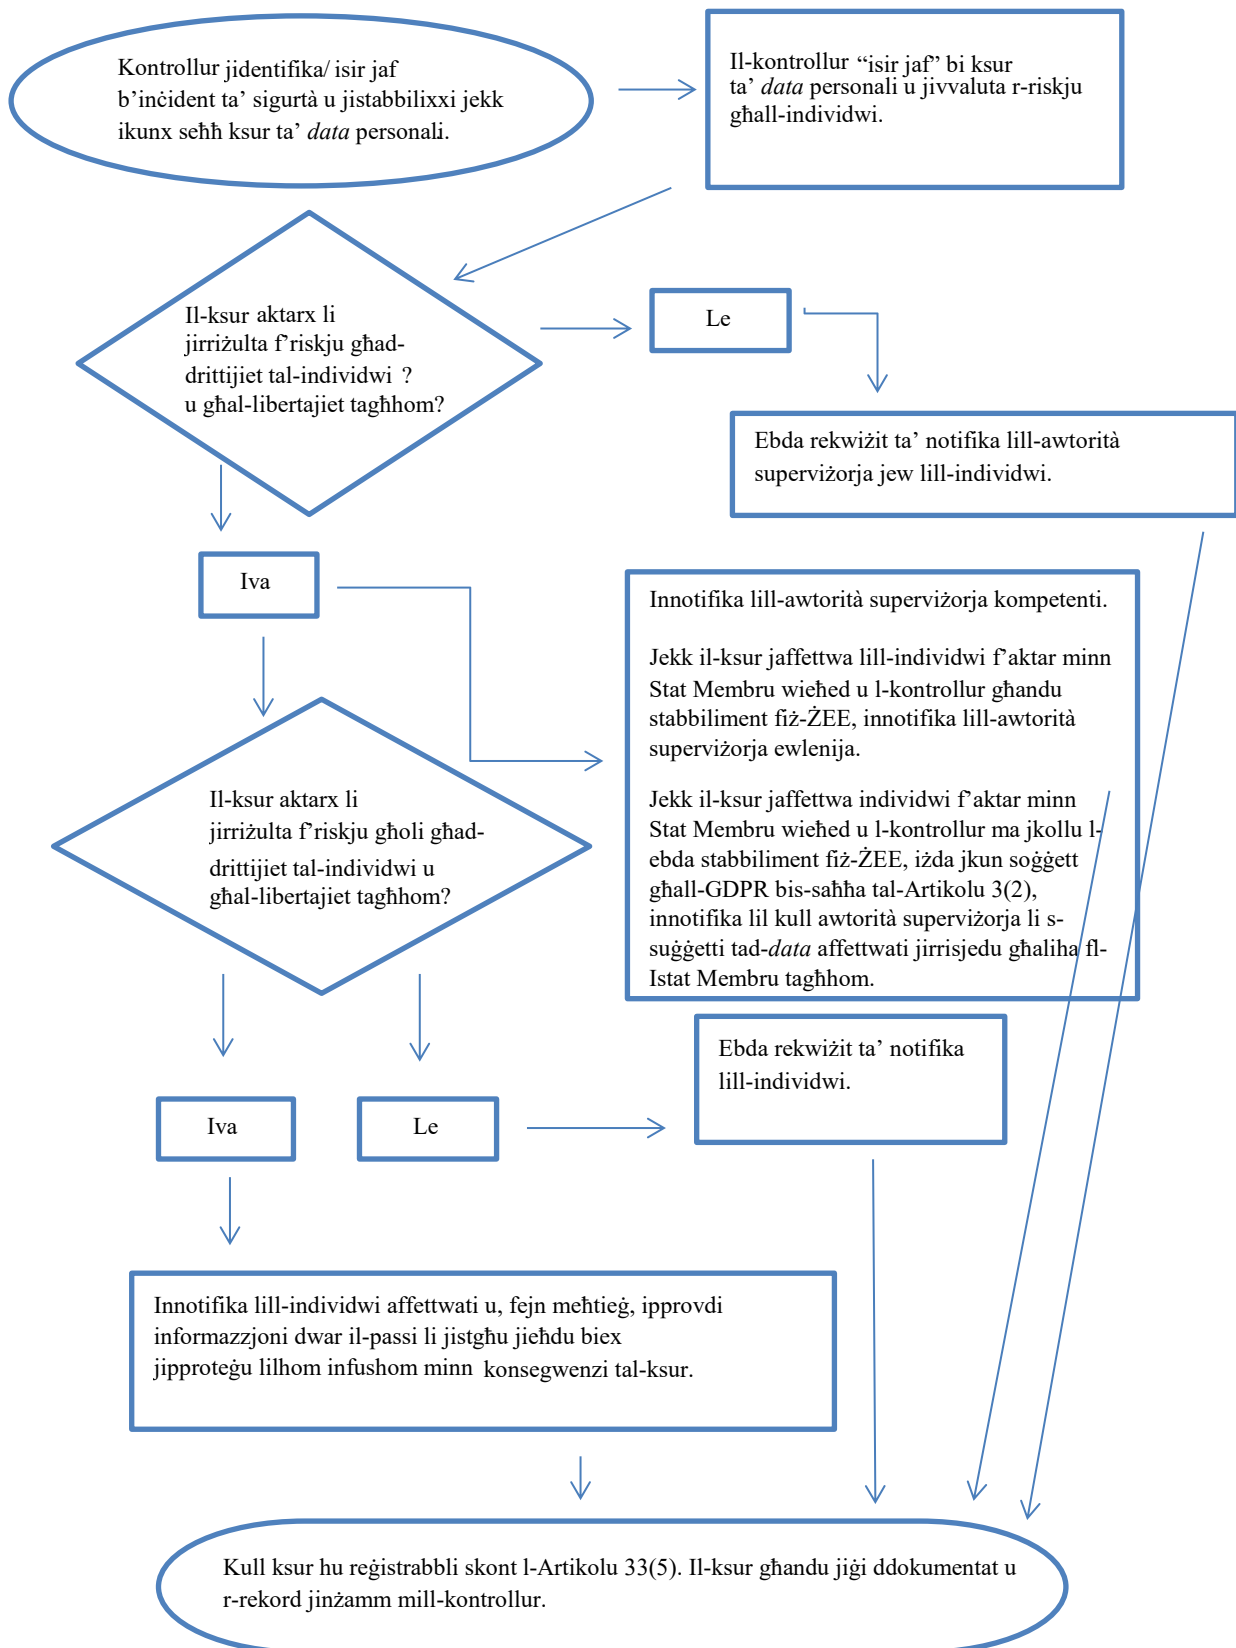 Kontrollur jidentifika/ isir jaf
b’inċident ta’ sigurtà u jistabbilixxi jekk
ikunx seħħ ksur ta’ data personali.
Il-kontrollur “isir jaf” bi ksur
ta’ data personali u jivvaluta r-riskju
għall-individwi.
Il-ksur aktarx li
jirriżulta f’riskju għad-
drittijiet tal-individwi ?
u għal-libertajiet tagħhom?
Le
Ebda rekwiżit ta’ notifika lill-awtorità
superviżorja jew lill-individwi.
Iva
Innotifika lill-awtorità superviżorja kompetenti.
Jekk il-ksur jaffettwa lill-individwi f’aktar minn
Stat Membru wieħed u l-kontrollur għandu
stabbiliment fiż-ŻEE, innotifika lill-awtorità
superviżorja ewlenija.
Jekk il-ksur jaffettwa individwi f’aktar minn
Stat Membru wieħed u l-kontrollur ma jkollu l-
ebda stabbiliment fiż-ŻEE, iżda jkun soġġett
għall-GDPR bis-saħħa tal-Artikolu 3(2),
innotifika lil kull awtorità superviżorja li s-
suġġetti tad-data affettwati jirrisjedu għaliha fl-
Istat Membru tagħhom.
Il-ksur aktarx li
jirriżulta f’riskju għoli għad-
drittijiet tal-individwi u
għal-libertajiet tagħhom?
Iva
Le
Ebda rekwiżit ta’ notifika
lill-individwi.
Innotifika lill-individwi affettwati u, fejn meħtieġ, ipprovdi
informazzjoni dwar il-passi li jistgħu jieħdu biex
jipproteġu lilhom infushom minn konsegwenzi tal-ksur.
Kull ksur hu reġistrabbli skont l-Artikolu 33(5). Il-ksur għandu jiġi ddokumentat u
r-rekord jinżamm mill-kontrollur.